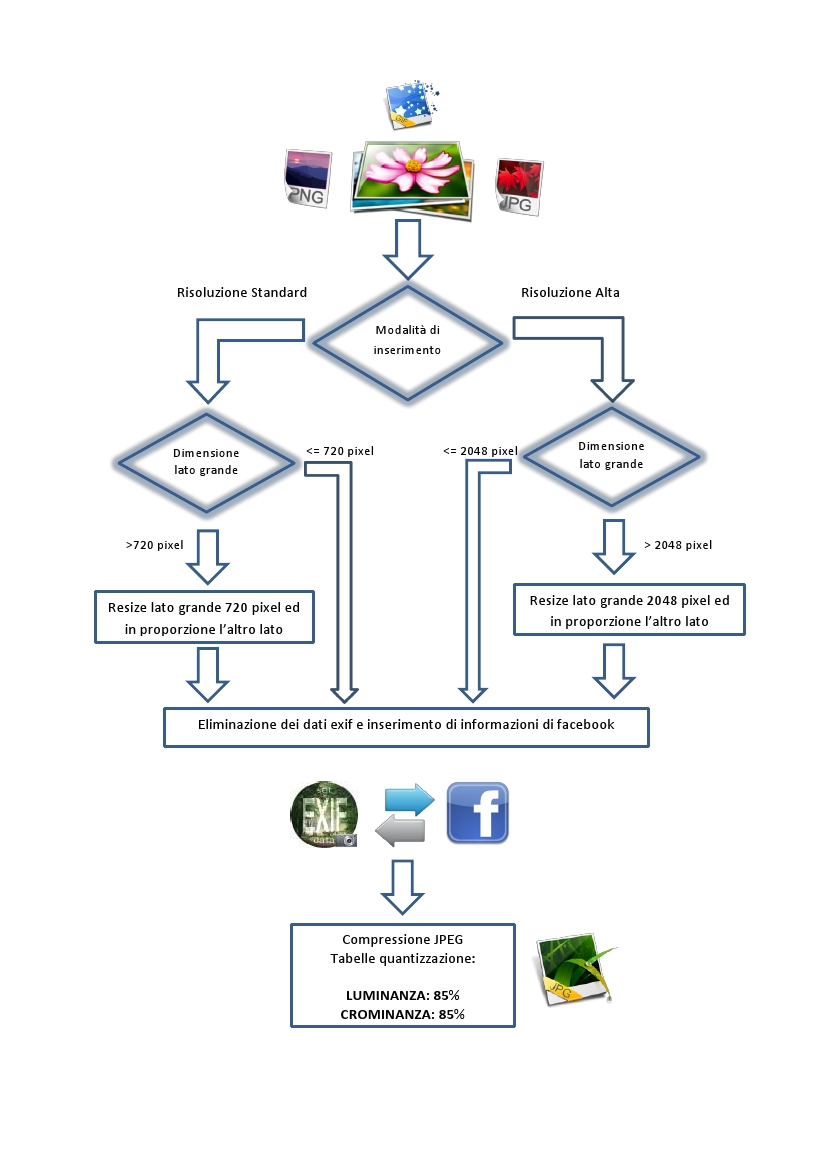 GIF
PNG
JPG
Risoluzione Standard
Risoluzione Alta
Modalità di
inserimento
Dimensione
lato grande
<= 720 pixel
<= 2048 pixel
Dimensione
lato grande
>720 pixel
> 2048 pixel
Resize lato grande 720 pixel ed
in proporzione l’altro lato
Resize lato grande 2048 pixel ed
in proporzione l’altro lato
Eliminazione dei dati exif e inserimento di informazioni di facebook
get
EXIF
data
f
Compressione JPEG
Tabelle quantizzazione:
LUMINANZA: 85%
CROMINANZA: 85%
JPG